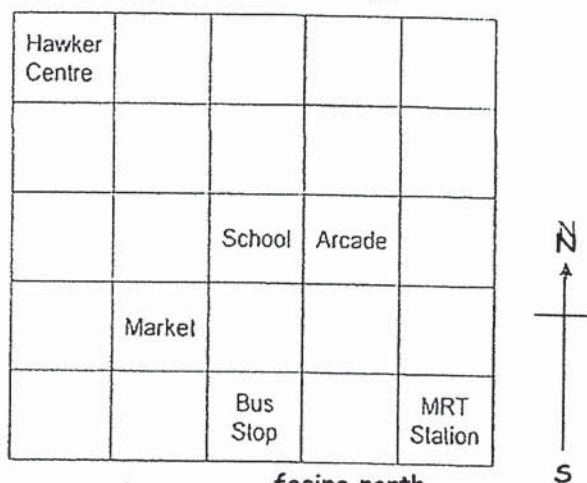 Hawker
Centre
School Arcade
N
Market
Bus
Stop
MRT
Station
facing north
S